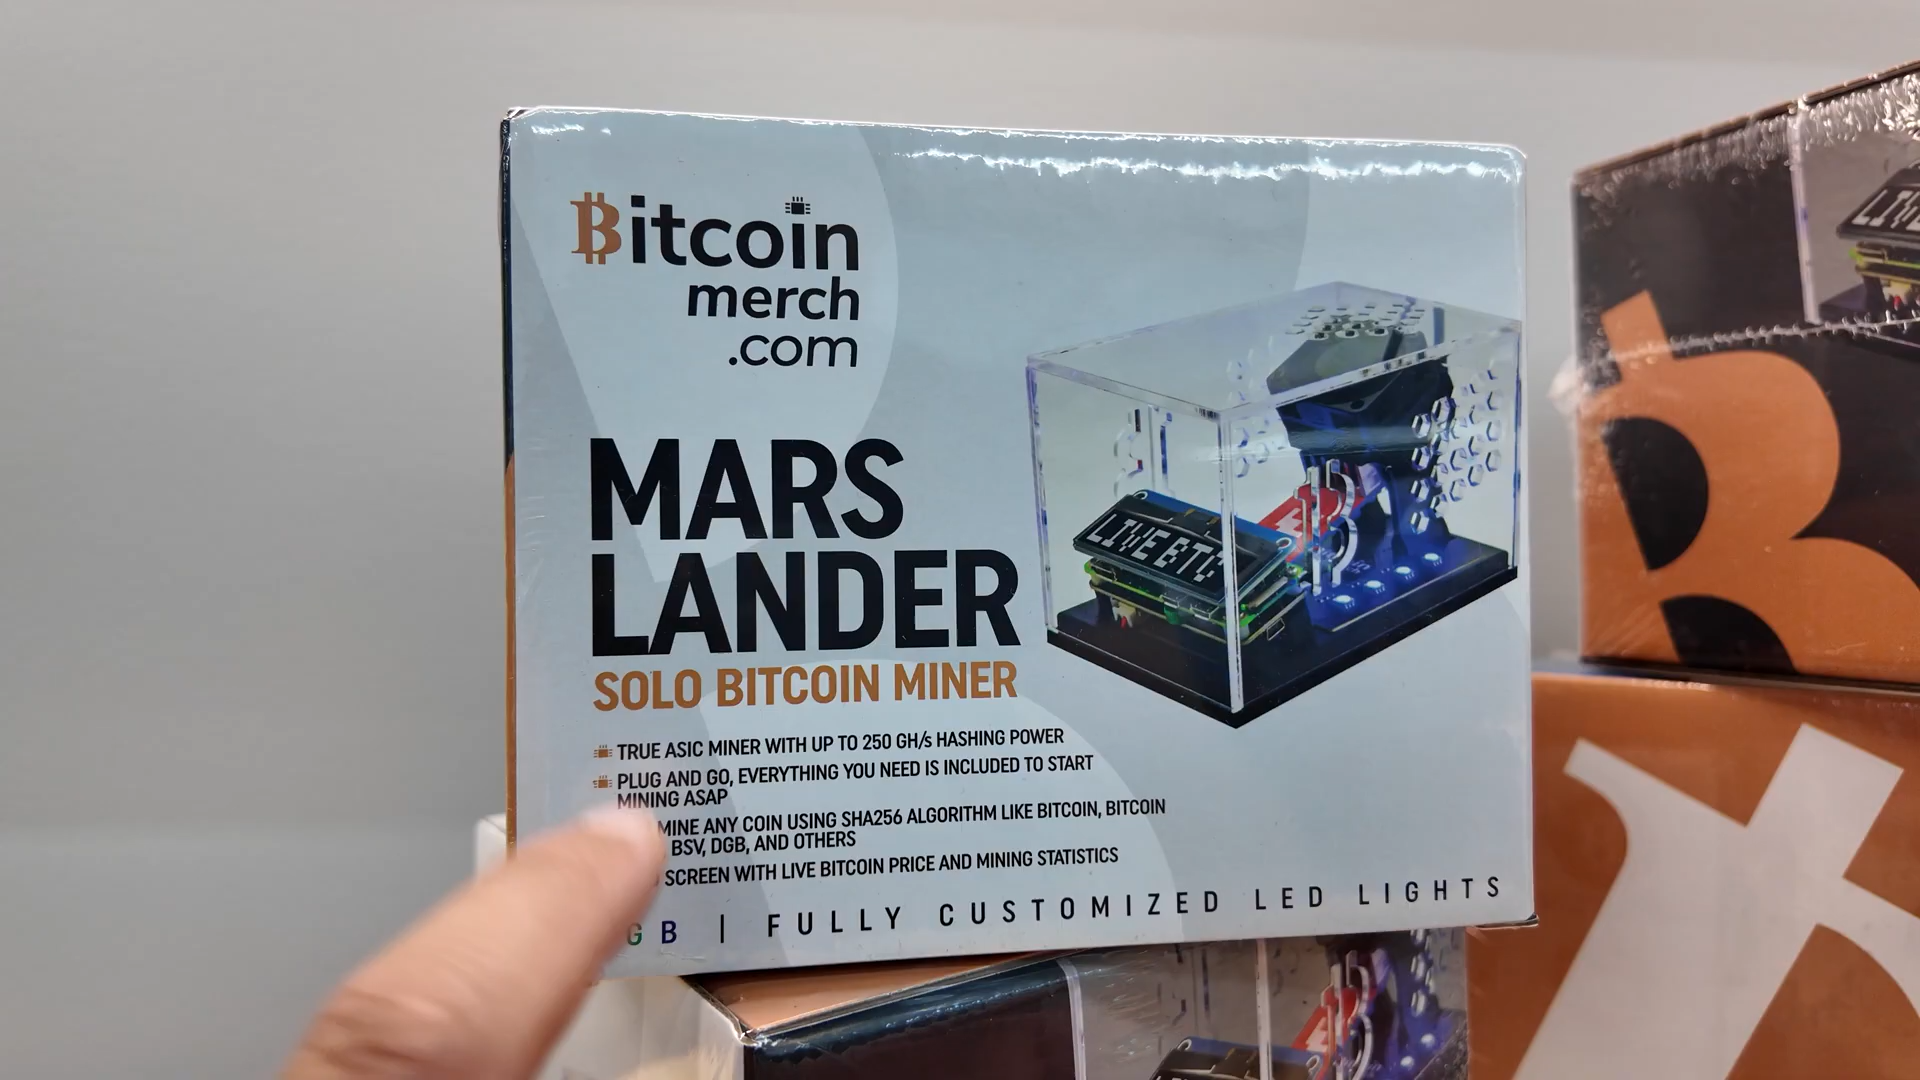 Bitcoin
merch
.com
MARS
LANDER
SOLO BITCOIN MINER
TRUE ASIC MINER WITH UP TO 250 GH/s HASHING POWER
PLUG AND GO, EVERYTHING YOU NEED IS INCLUDED TO START
MINING ASAP
MINE ANY COIN USING SHA256 ALGORITHM LIKE BITCOIN, BITCOIN
BSV, DGB, AND OTHERS
SCREEN WITH LIVE BITCOIN PRICE AND MINING STATISTICS
GB | FULLY CUSTOMIZED LED LIGHTS
LIVE BTC